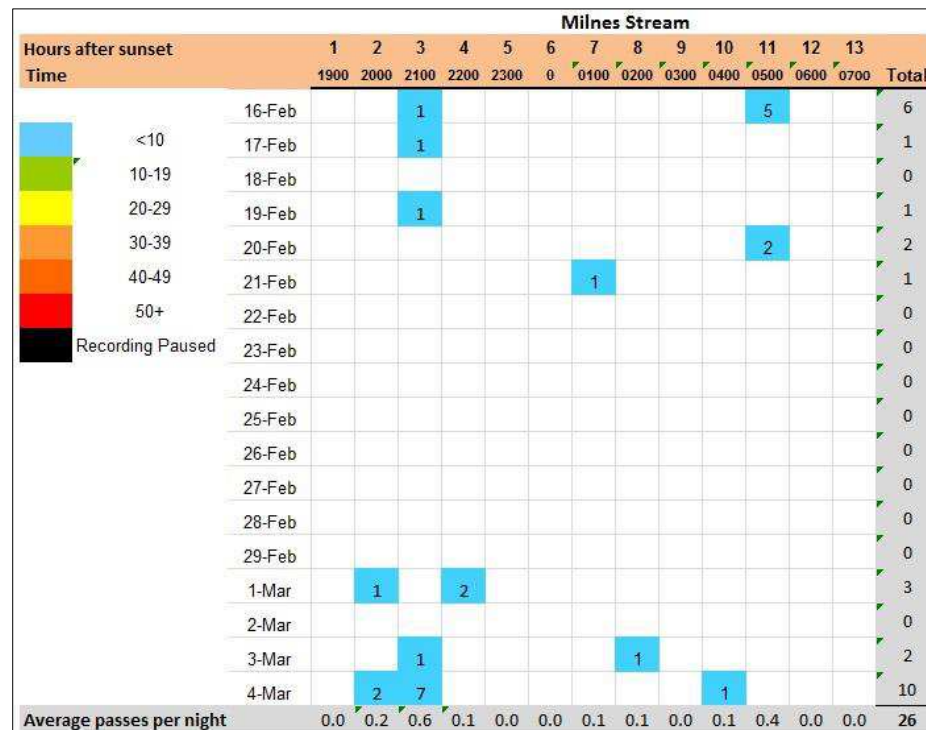 Milnes Stream
Hours after sunset 1 2 3 4 5 6 7 8 9 10 11 12 13
Time 1900 2000 2100 2200 2300 0 0100 0200 0300 0400 0500 0600 0700 Total
16-Feb 1 5 6
<10 17-Feb 1 1
10-19 18-Feb 0
20-29 19-Feb 1 1
30-39 20-Feb 2 2
40-49 21-Feb 1 1
50+ 22-Feb 0
Recording Paused 23-Feb 0
24-Feb 0
25-Feb 0
26-Feb 0
27-Feb 0
28-Feb 0
29-Feb 0
1-Mar 1 2 3
2-Mar 0
3-Mar 1 1 2
4-Mar 2 7 1 10
Average passes per night 0.0 0.2 0.6 0.1 0.0 0.0 0.1 0.1 0.0 0.1 0.4 0.0 0.0 26